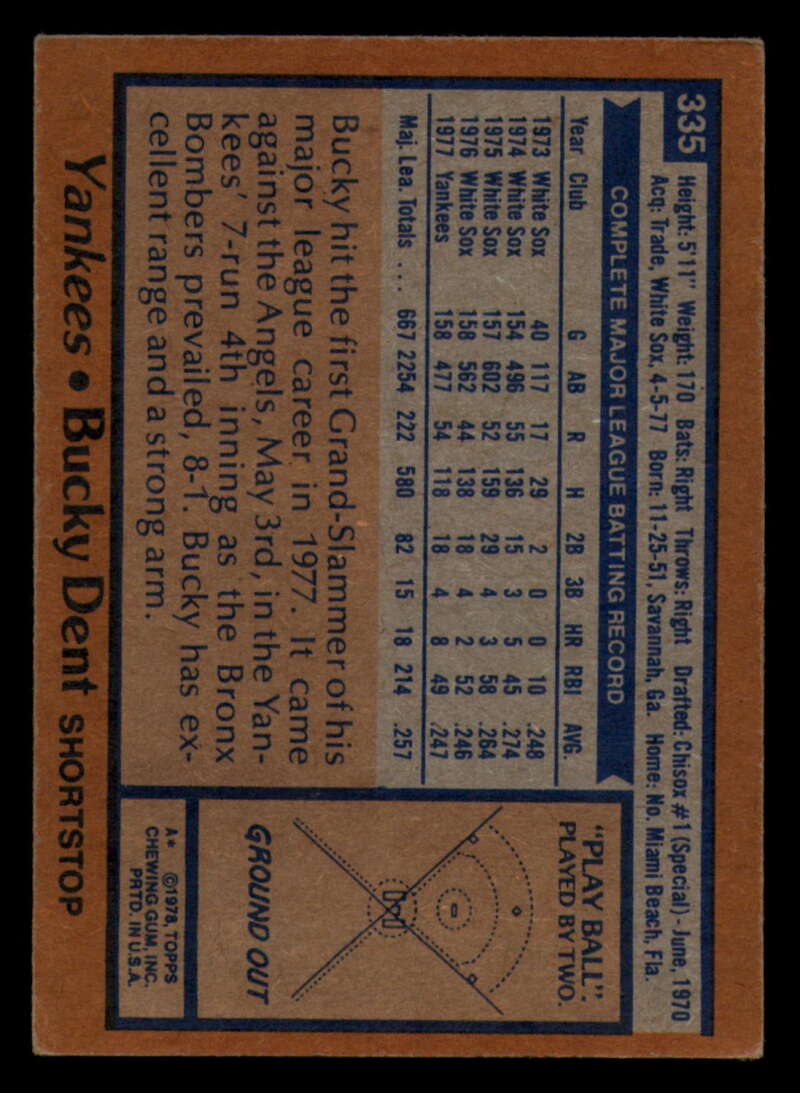 335
Height: 5'11" Weight: 170 Bats: Right Throws: Right Drafted: Chisox #1 (Special) - June, 1970
Acq: Trade, White Sox, 4-5-77 Born: 11-25-51, Savannah, Ga. Home: No. Miami Beach, Fla.
COMPLETE MAJOR LEAGUE BATTING RECORD
Year Club G AB R H 2B 3B HR RBI AVG.
1973 White Sox 40 117 17 29 2 0 0 10 .248
1974 White Sox 154 496 55 136 15 3 5 45 .274
1975 White Sox 157 602 52 159 29 4 3 58 .264
1976 White Sox 158 562 44 138 18 4 2 52 .246
1977 Yankees 158 477 54 118 18 4 8 49 .247
Maj. Lea. Totals .... 667 2254 222 580 82 15 18 214 .257
Bucky hit the first Grand-Slammer of his
major league career in 1977. It came
against the Angels, May 3rd, in the Yan-
kees' 7-run 4th inning as the Bronx
Bombers prevailed, 8-1. Bucky has ex-
cellent range and a strong arm.
"PLAY BALL".
PLAYED BY TWO.
GROUND OUT
A* ©1978, TOPPS
CHEWING GUM, INC.
PRTD. IN U.S.A.
Yankees • Bucky Dent SHORTSTOP